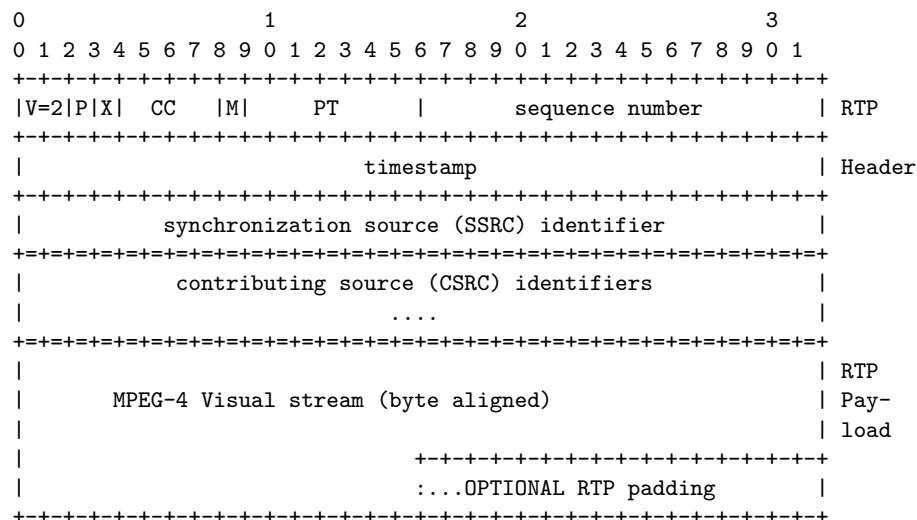 0                   1                   2                   3
0 1 2 3 4 5 6 7 8 9 0 1 2 3 4 5 6 7 8 9 0 1 2 3 4 5 6 7 8 9 0 1
+-+-+-+-+-+-+-+-+-+-+-+-+-+-+-+-+-+-+-+-+-+-+-+-+-+-+-+-+-+-+-+-+
|V=2|P|X|  CC   |M|     PT      |       sequence number         | RTP
+-+-+-+-+-+-+-+-+-+-+-+-+-+-+-+-+-+-+-+-+-+-+-+-+-+-+-+-+-+-+-+-+
|                           timestamp                           | Header
+-+-+-+-+-+-+-+-+-+-+-+-+-+-+-+-+-+-+-+-+-+-+-+-+-+-+-+-+-+-+-+-+
|           synchronization source (SSRC) identifier            |
+=+=+=+=+=+=+=+=+=+=+=+=+=+=+=+=+=+=+=+=+=+=+=+=+=+=+=+=+=+=+=+=+
|            contributing source (CSRC) identifiers             |
|                             ....                              |
+=+=+=+=+=+=+=+=+=+=+=+=+=+=+=+=+=+=+=+=+=+=+=+=+=+=+=+=+=+=+=+=+
|                                                               | RTP
|       MPEG-4 Visual stream (byte aligned)                     | Pay-
|                                                               | load
|                               +-+-+-+-+-+-+-+-+-+-+-+-+-+-+-+-+
|                               :...OPTIONAL RTP padding        |
+-+-+-+-+-+-+-+-+-+-+-+-+-+-+-+-+-+-+-+-+-+-+-+-+-+-+-+-+-+-+-+-+